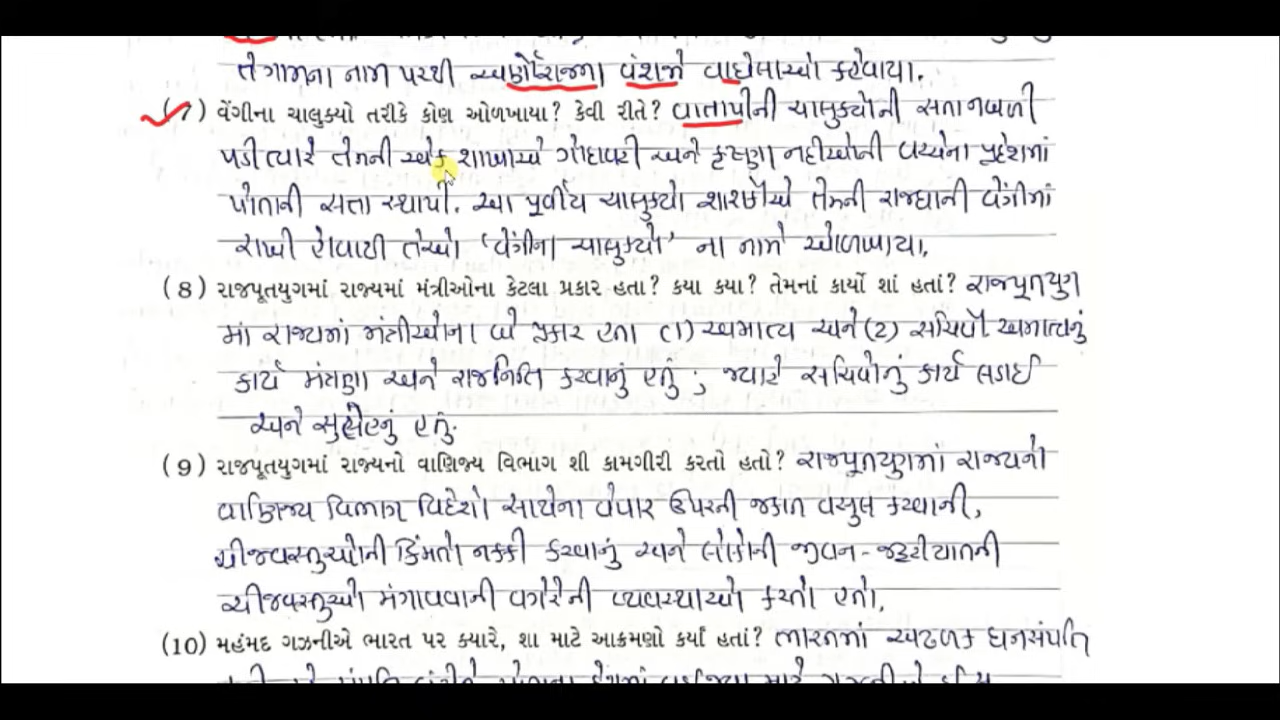 તે ગામના નામ પરથી અર્ણોરાજના વંશજો વાઘેલાઓ કહેવાયા.
(7) વેંગીના ચાલુક્યો તરીકે કોણ ઓળખાયા? કેવી રીતે? વાતાપીની ચાલુક્યોની સત્તા નબળી
પડી ત્યારે તેમની એક શાખાએ ગોદાવરી અને કૃષ્ણા નદીઓની વચ્ચેના પ્રદેશમાં
પોતાની સત્તા સ્થાપી. આ પૂર્વીય ચાલુક્યો શાસકોએ તેમની રાજધાની વેંગીમાં
રાખી હોવાથી તેઓ 'વેંગીના ચાલુક્યો' ના નામે ઓળખાયા.
(8) રાજપૂતયુગમાં રાજ્યમાં મંત્રીઓના કેટલા પ્રકાર હતા? કયા કયા? તેમનાં કાર્યો શાં હતાં? રાજપૂતયુગ
માં રાજ્યમાં મંત્રીઓના બે પ્રકાર હતા (1) અમાત્ય અને (2) સચિવો અમાત્યનું
કાર્ય મંત્રણા અને રાજનિતિ કરવાનું હતું ; જ્યારે સચિવોનું કાર્ય લડાઈ
અને સુલેહનું હતું.
(9) રાજપૂતયુગમાં રાજ્યનો વાણિજ્ય વિભાગ શી કામગીરી કરતો હતો? રાજપૂતયુગમાં રાજ્યનો
વાણિજ્ય વિભાગ વિદેશો સાથેના વેપાર ઉપરની જકાત વસુલ કરવાની,
ચીજવસ્તુઓની કિંમતો નક્કી કરવાનું અને લોકોની જીવન-જરૂરીયાતની
ચીજવસ્તુઓ મંગાવવાની વગેરેની વ્યવસ્થાઓ કરતો હતો.
(10) મહંમદ ગઝનીએ ભારત પર ક્યારે, શા માટે આક્રમણો કર્યાં હતાં? ભારતમાં અઢળક ધનસંપતિ